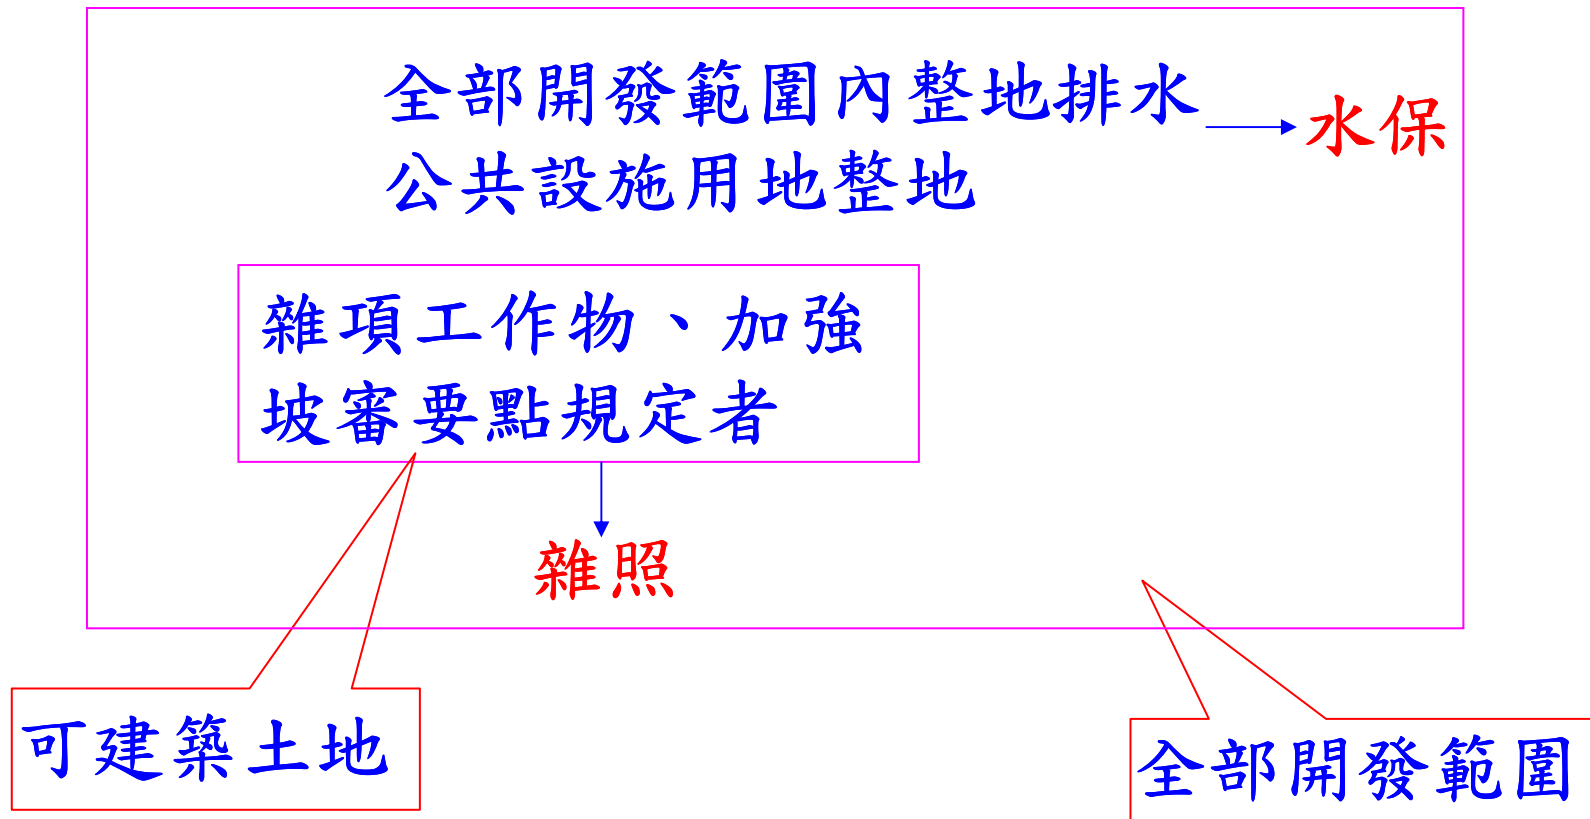 全部開發範圍內整地排水
水保
公共設施用地整地
雜項工作物、加強
坡審要點規定者
雜照
可建築土地
全部開發範圍